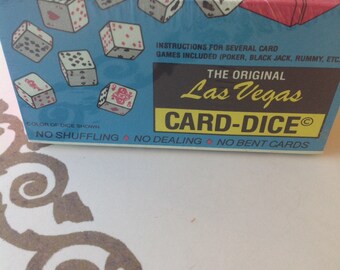 INSTRUCTIONS FOR SEVERAL CARD
GAMES INCLUDED (POKER, BLACK JACK, RUMMY, ETC
THE ORIGINAL
Las Vegas
CARD-DICE©
NO SHUFFLING • NO DEALING • NO BENT CARDS